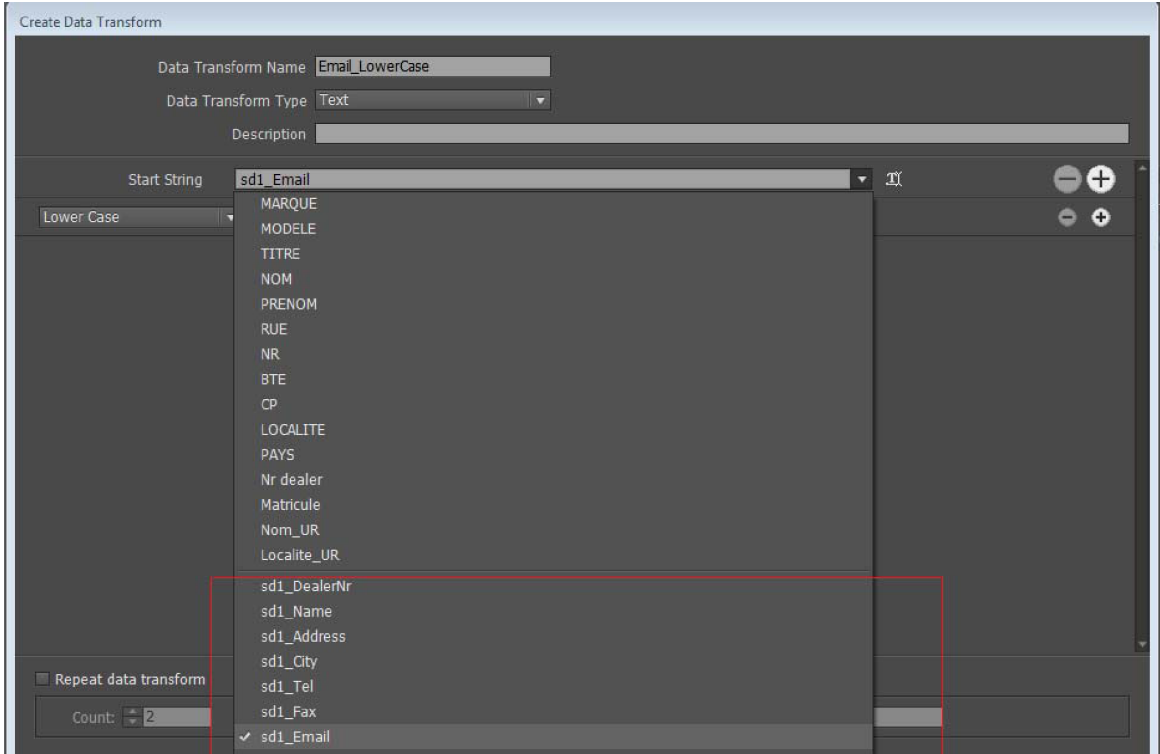 Create Data Transform
Data Transform Name Email_LowerCase
Data Transform Type Text
Description
Start String sd1_Email
Lower Case
MARQUE
MODELE
TITRE
NOM
PRENOM
RUE
NR
BTE
CP
LOCALITE
PAYS
Nr dealer
Matricule
Nom_UR
Localite_UR
sd1_DealerNr
sd1_Name
sd1_Address
sd1_City
sd1_Tel
sd1_Fax
sd1_Email
Repeat data transform
Count: 2